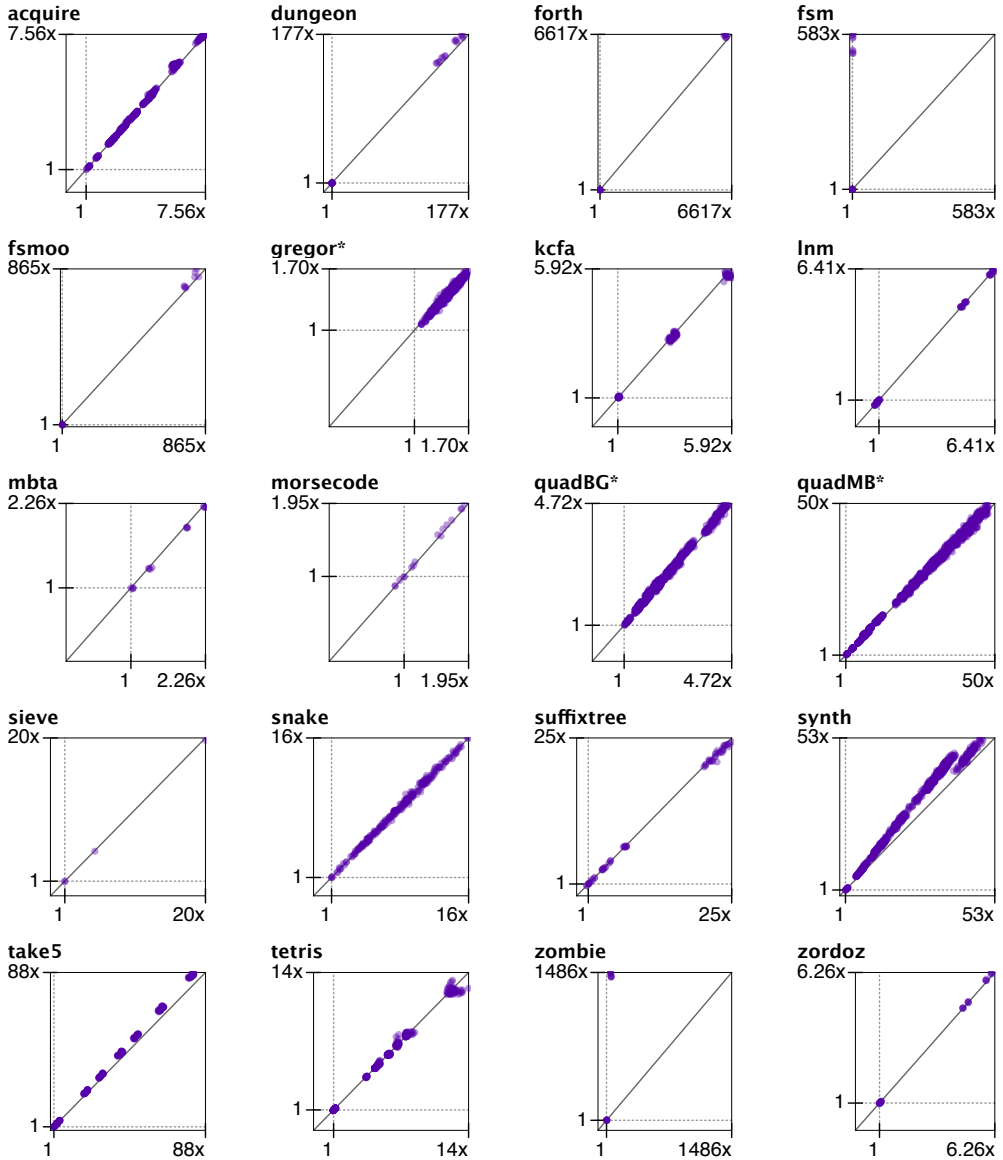 acquire dungeon forth fsm
7.56x 177x 6617x 583x
1 1 1 1
1 7.56x 1 177x 1 6617x 1 583x
fsmoo gregor* kcfa lnm
865x 1.70x 5.92x 6.41x
1 1 1 1
1 865x 1 1.70x 1 5.92x 1 6.41x
mbta morsecode quadBG* quadMB*
2.26x 1.95x 4.72x 50x
1 1 1 1
1 2.26x 1 1.95x 1 4.72x 1 50x
sieve snake suffixtree synth
20x 16x 25x 53x
1 1 1 1
1 20x 1 16x 1 25x 1 53x
take5 tetris zombie zordoz
88x 14x 1486x 6.26x
1 1 1 1
1 88x 1 14x 1 1486x 1 6.26x